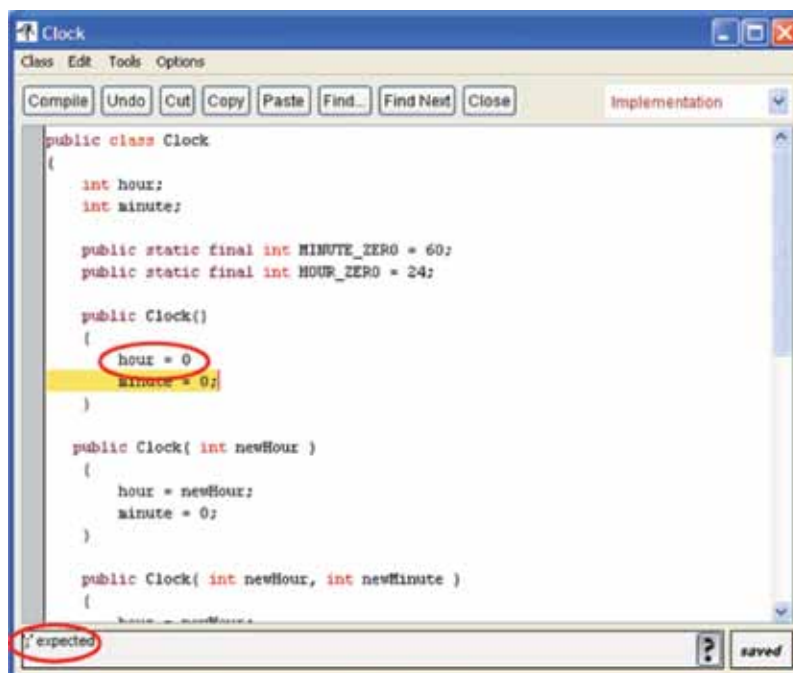 Clock
Class Edit Tools Options
Compile Undo Cut Copy Paste Find... Find Next Close Implementation
public class Clock
{
int hour;
int minute;
public static final int MINUTE_ZERO = 60;
public static final int HOUR_ZERO = 24;
public Clock()
{
hour = 0
minute = 0;
}
public Clock( int newHour )
{
hour = newHour;
minute = 0;
}
public Clock( int newHour, int newMinute )
{
hour = newHour;
';' expected
? saved